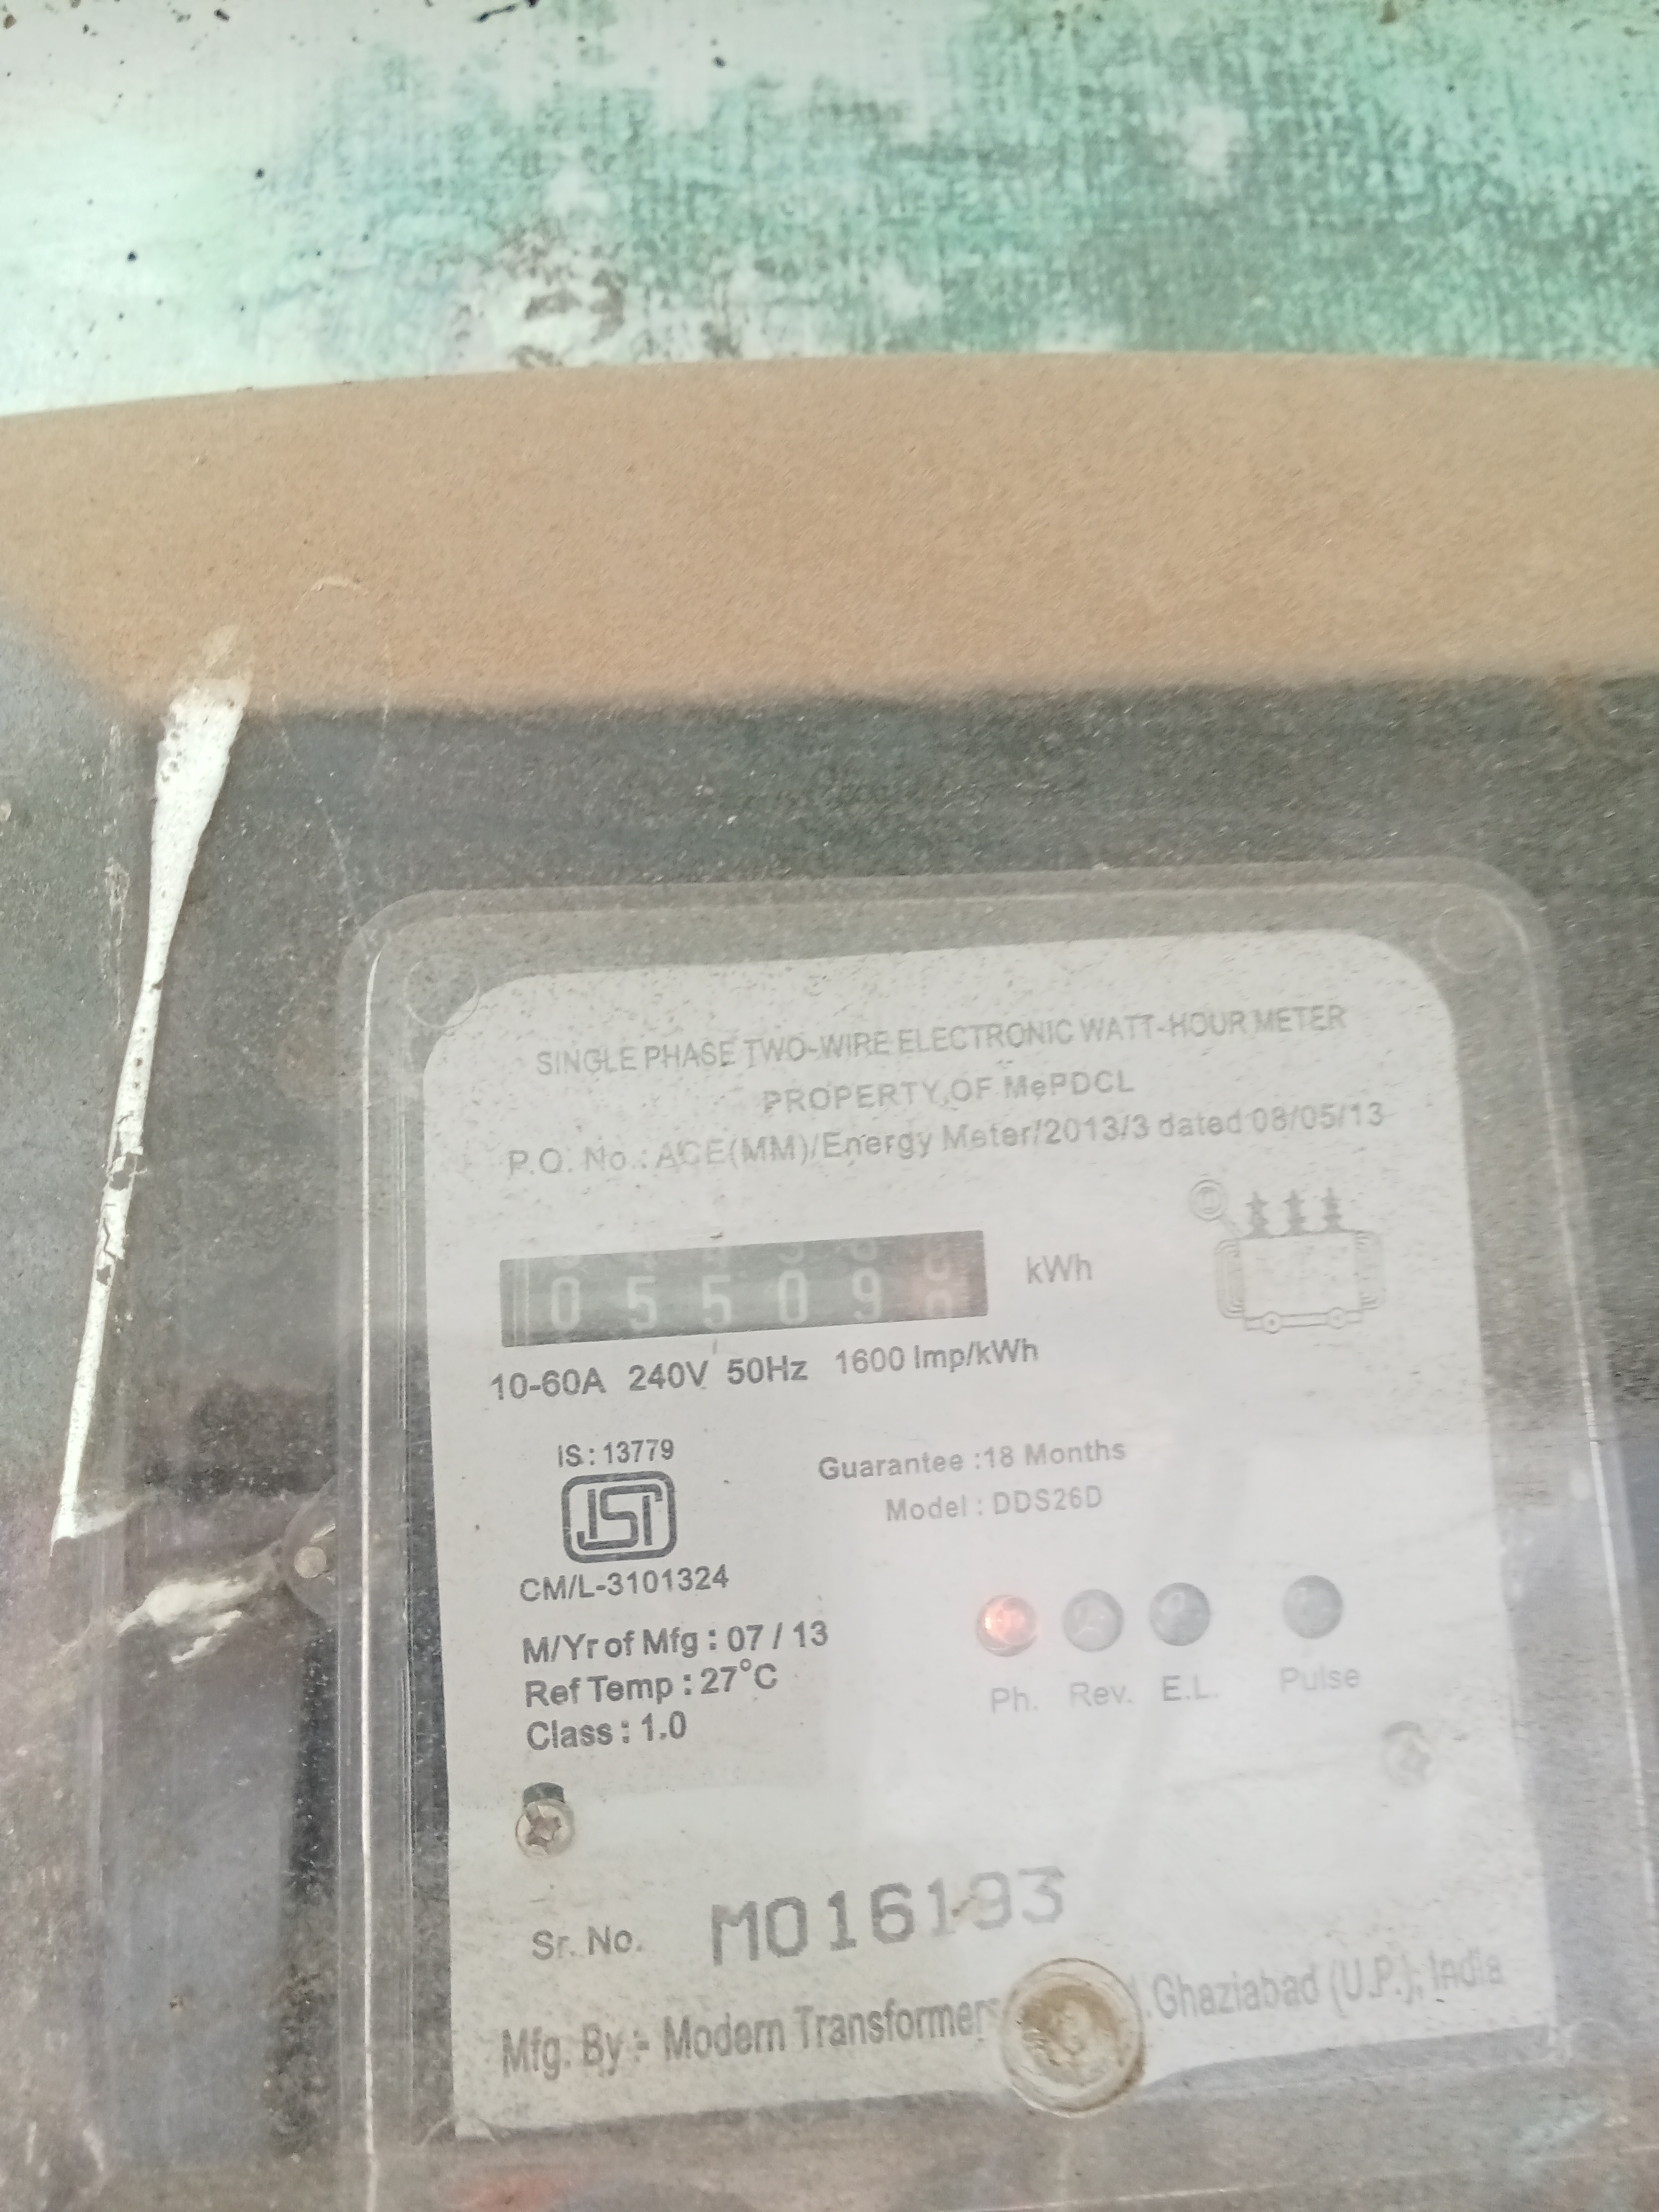 SINGLE PHASE TWO-WIRE ELECTRONIC WATT-HOUR METER
PROPERTY OF MePDCL
P.O. No.: ACE(MM)/Energy Meter/2013/3 dated 08/05/13
05509 kWh
10-60A 240V 50Hz 1600 Imp/kWh
IS: 13779
Guarantee :18 Months
Model : DDS26D
CM/L-3101324
M/Yr of Mfg : 07 / 13
Ref Temp : 27°C
Class : 1.0
Ph. Rev. E.L. Pulse
Sr. No. M016193
Mfg. By :- Modern Transformers Ghaziabad (U.P.), India